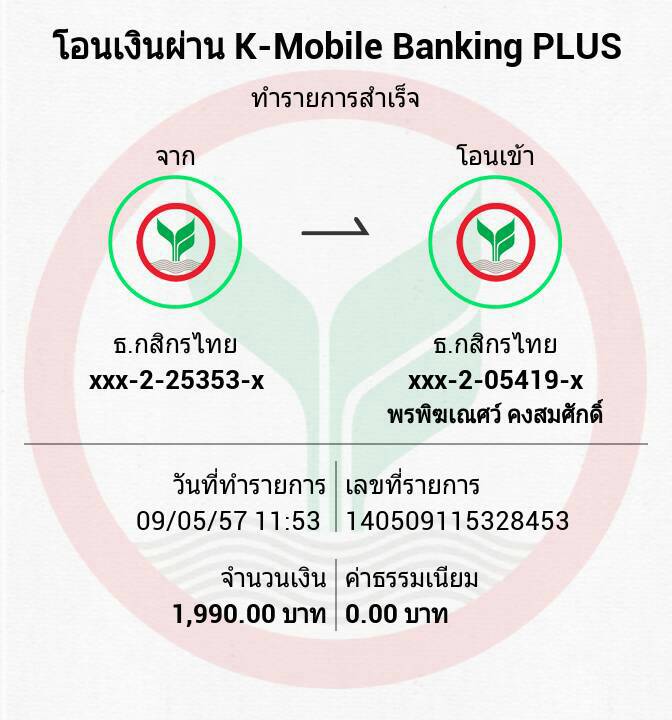 โอนเงินผ่าน K-Mobile Banking PLUS
ทำรายการสำเร็จ
จาก
โอนเข้า
ธ.กสิกรไทย
xxx-2-25353-x
ธ.กสิกรไทย
xxx-2-05419-x
พรพิฆเณศว์ คงสมศักดิ์
วันที่ทำรายการ
09/05/57 11:53
เลขที่รายการ
140509115328453
จำนวนเงิน
1,990.00 บาท
ค่าธรรมเนียม
0.00 บาท